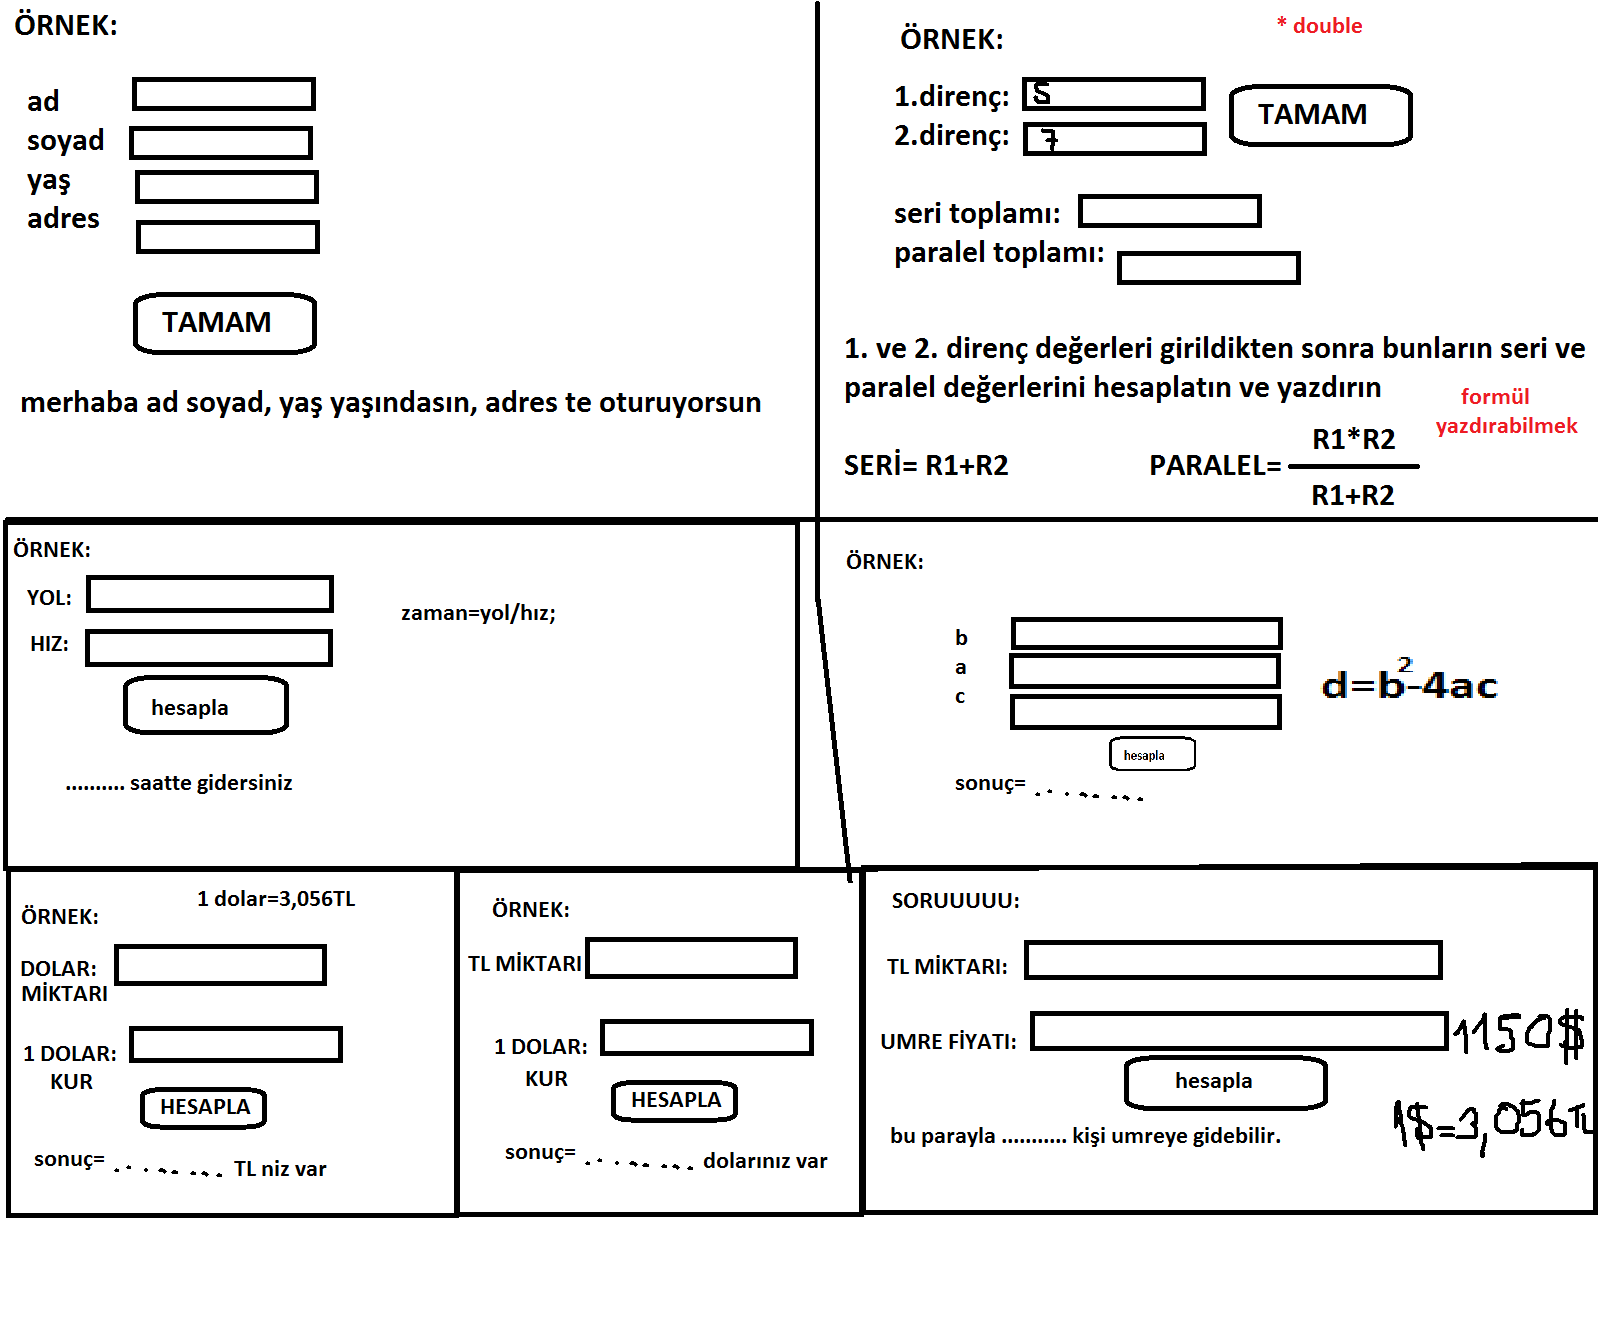 ÖRNEK:
ad
soyad
yaş
adres
TAMAM
merhaba ad soyad, yaş yaşındasın, adres te oturuyorsun
* double
ÖRNEK:
1.direnç: 5
2.direnç: 7
TAMAM
seri toplamı:
paralel toplamı:
1. ve 2. direnç değerleri girildikten sonra bunların seri ve
paralel değerlerini hesaplatın ve yazdırın
formül
yazdırabilmek
SERİ= R1+R2
PARALEL=
R1*R2
R1+R2
ÖRNEK:
YOL:
HIZ:
zaman=yol/hız;
hesapla
.......... saatte gidersiniz
ÖRNEK:
b
a
c
d=b²-4ac
hesapla
sonuç= . . . . . . . .
1 dolar=3,056TL
ÖRNEK:
DOLAR:
MİKTARI
1 DOLAR:
KUR
HESAPLA
sonuç= . . . . . . . . TL niz var
ÖRNEK:
TL MİKTARI
1 DOLAR:
KUR
HESAPLA
sonuç= . . . . . . . . dolarınız var
SORUUUUU:
TL MİKTARI:
UMRE FİYATI: 1150$
hesapla
1$=3,056TL
bu parayla ........... kişi umreye gidebilir.